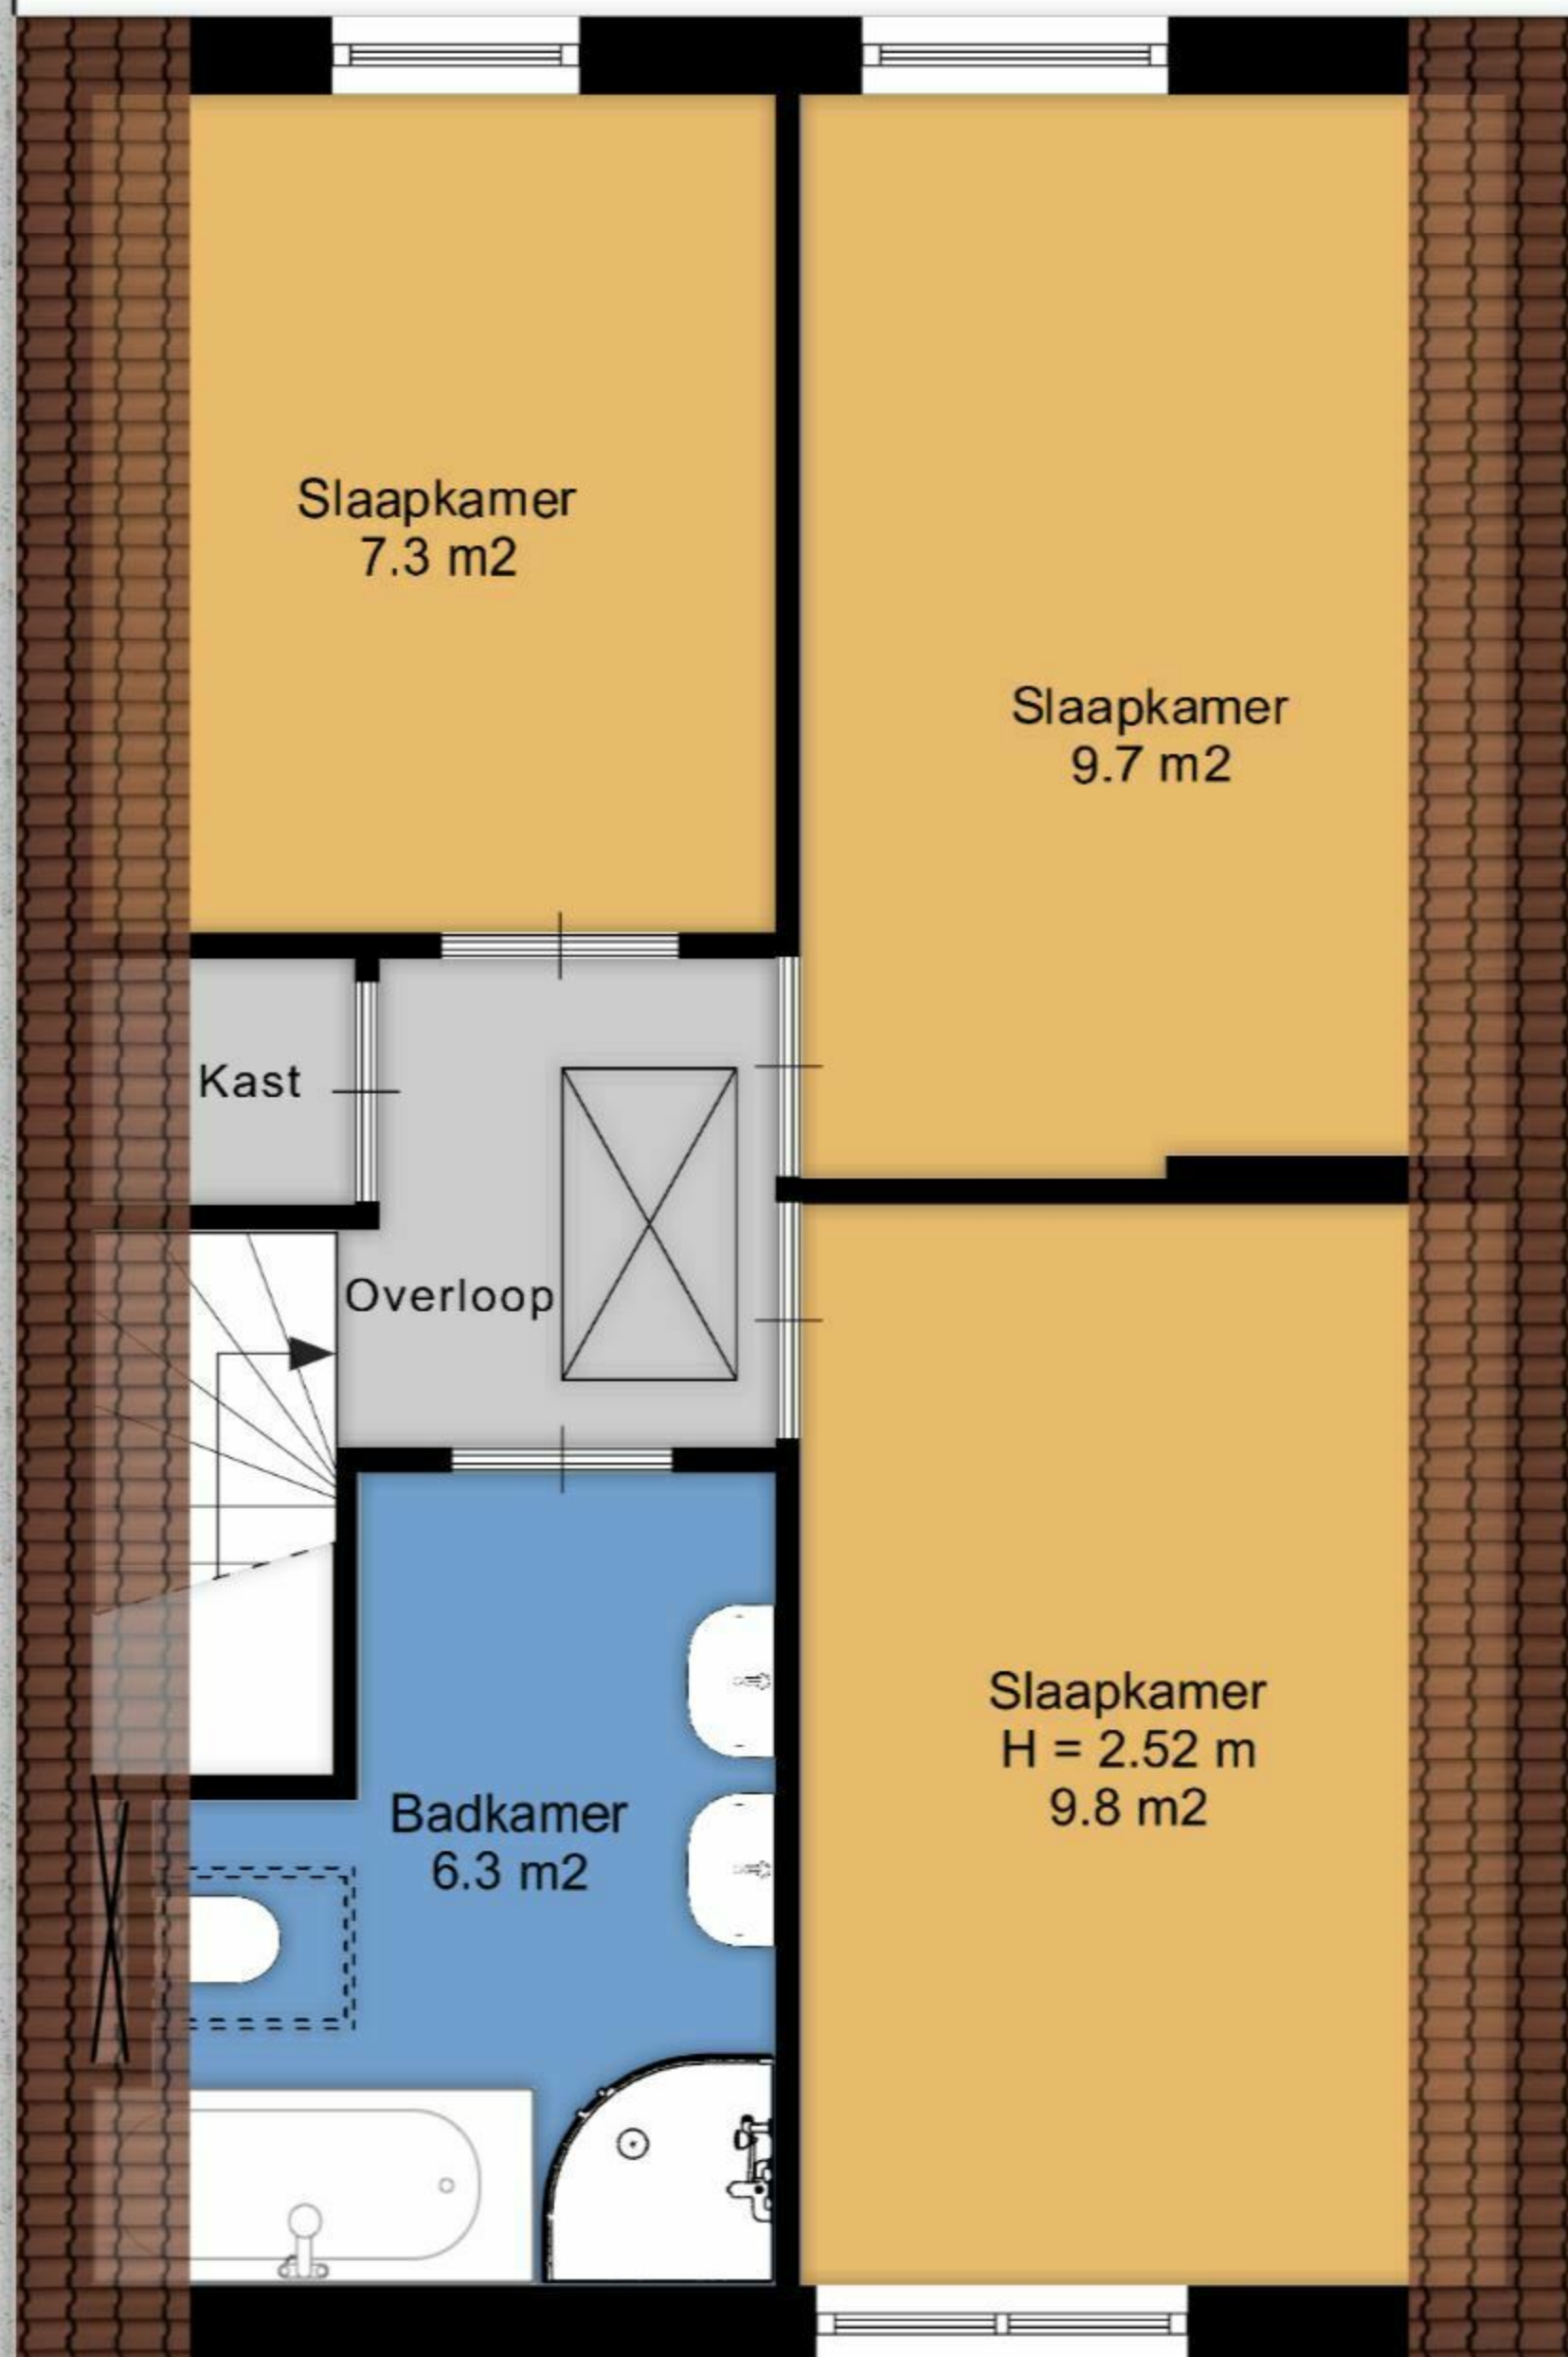 Slaapkamer
7.3 m2
Slaapkamer
9.7 m2
Kast
Overloop
Slaapkamer
H = 2.52 m
9.8 m2
Badkamer
6.3 m2